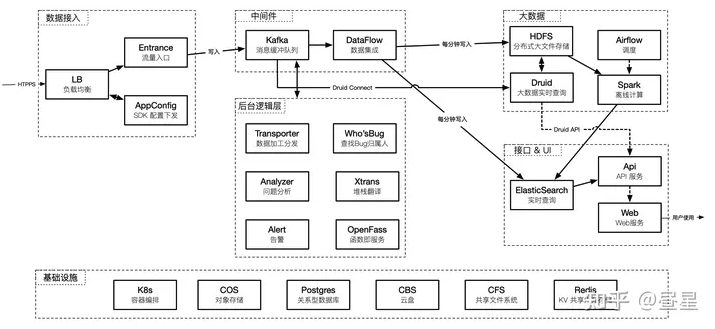 数据接入
HTPPS
LB
负载均衡
Entrance
流量入口
AppConfig
SDK 配置下发
写入
中间件
Kafka
消息缓冲队列
DataFlow
数据集成
每分钟写入
Druid Connect
每分钟写入
大数据
HDFS
分布式大文件存储
Airflow
调度
Druid
大数据实时查询
Spark
离线计算
Druid API
后台逻辑层
Transporter
数据加工分发
Who'sBug
查找Bug归属人
Analyzer
问题分析
Xtrans
堆栈翻译
Alert
告警
OpenFass
函数即服务
接口 & UI
ElasticSearch
实时查询
Api
API 服务
Web
Web服务
用户使用
基础设施
K8s
容器编排
COS
对象存储
Postgres
关系型数据库
CBS
云盘
CFS
共享文件系统
Redis
KV 共享
知乎 @昼星